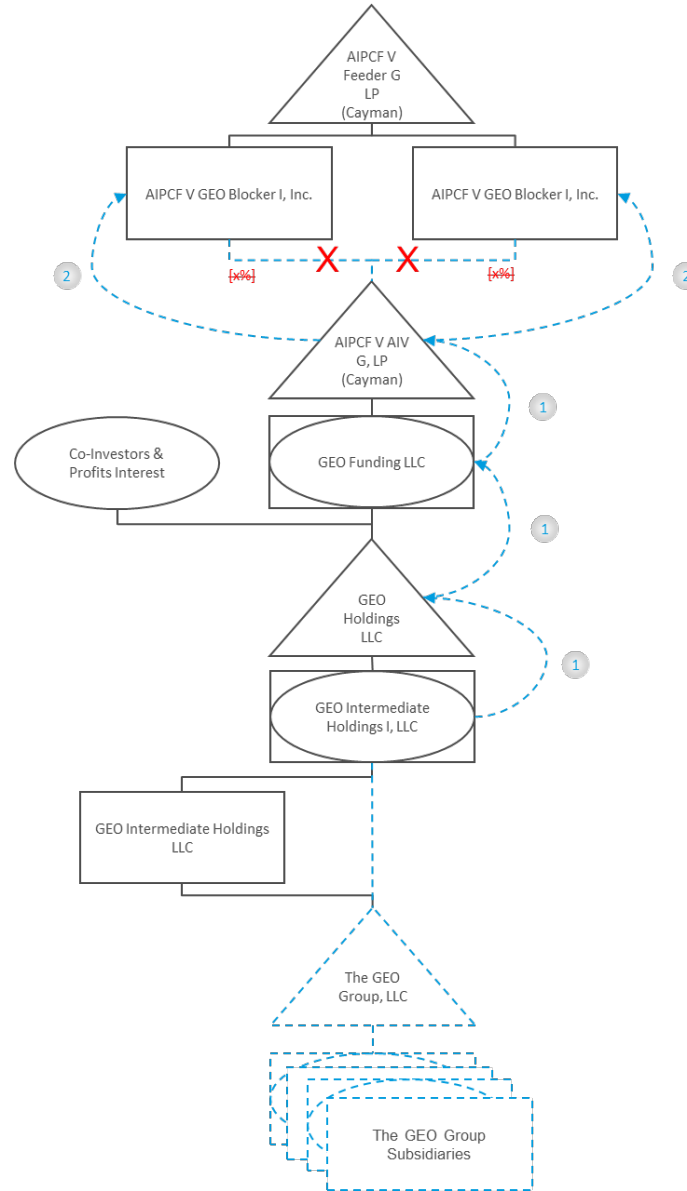 AIPCF V
Feeder G
LP
(Cayman)
AIPCF V GEO Blocker I, Inc.
AIPCF V GEO Blocker I, Inc.
X
X
2
[x%]
[x%]
2
AIPCF V AIV
G, LP
(Cayman)
1
Co-Investors &
Profits Interest
GEO Funding LLC
1
GEO
Holdings
LLC
1
GEO Intermediate
Holdings I, LLC
GEO Intermediate Holdings
LLC
The GEO
Group, LLC
The GEO Group
Subsidiaries